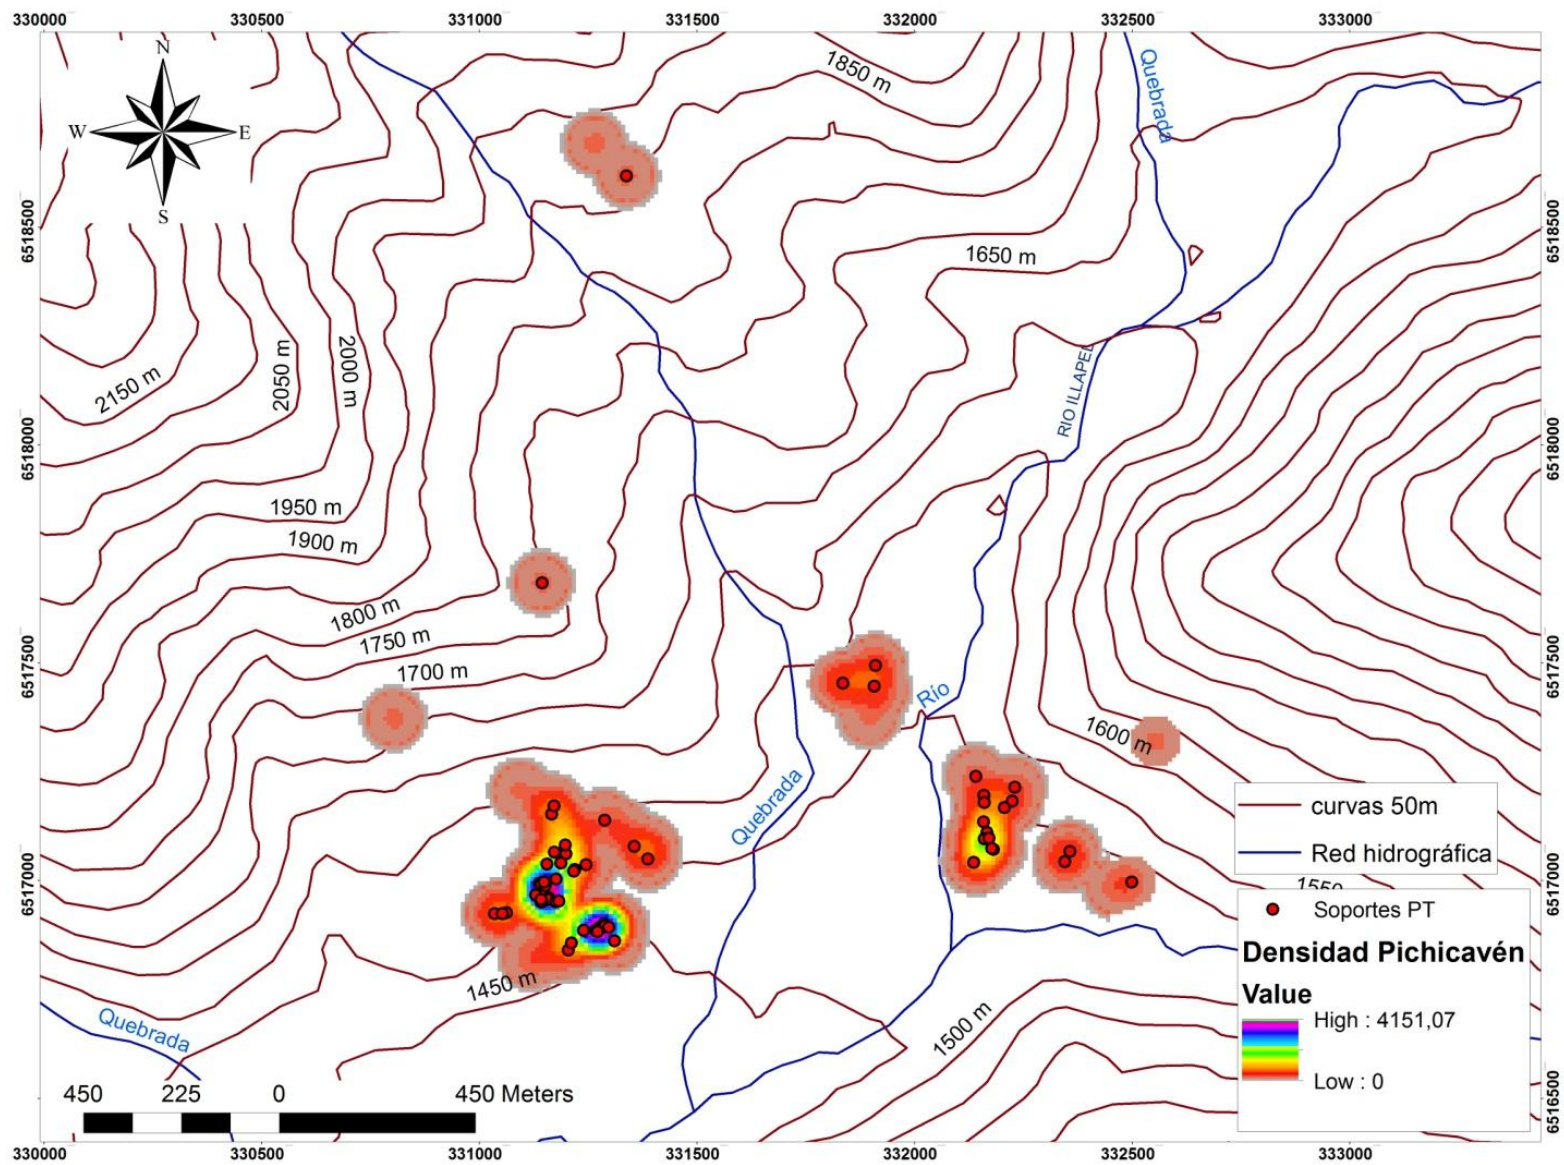 330000 330500 331000 331500 332000 332500 333000
N
W E
S
1850 m
Quebrada
6518500
6518500
1650 m
2150 m
2050 m
2000 m
RIO ILLAPEL
6518000
6518000
1950 m
1900 m
1800 m
1750 m
1700 m
6517500
6517500
Río
1600 m
Quebrada
curvas 50m
Red hidrográfica
6517000
6517000
1550
Soportes PT
Densidad Pichicavén
Value
High : 4151,07
Low : 0
1450 m
Quebrada
1500 m
450 225 0 450 Meters
6516500
6516500
330000 330500 331000 331500 332000 332500 333000